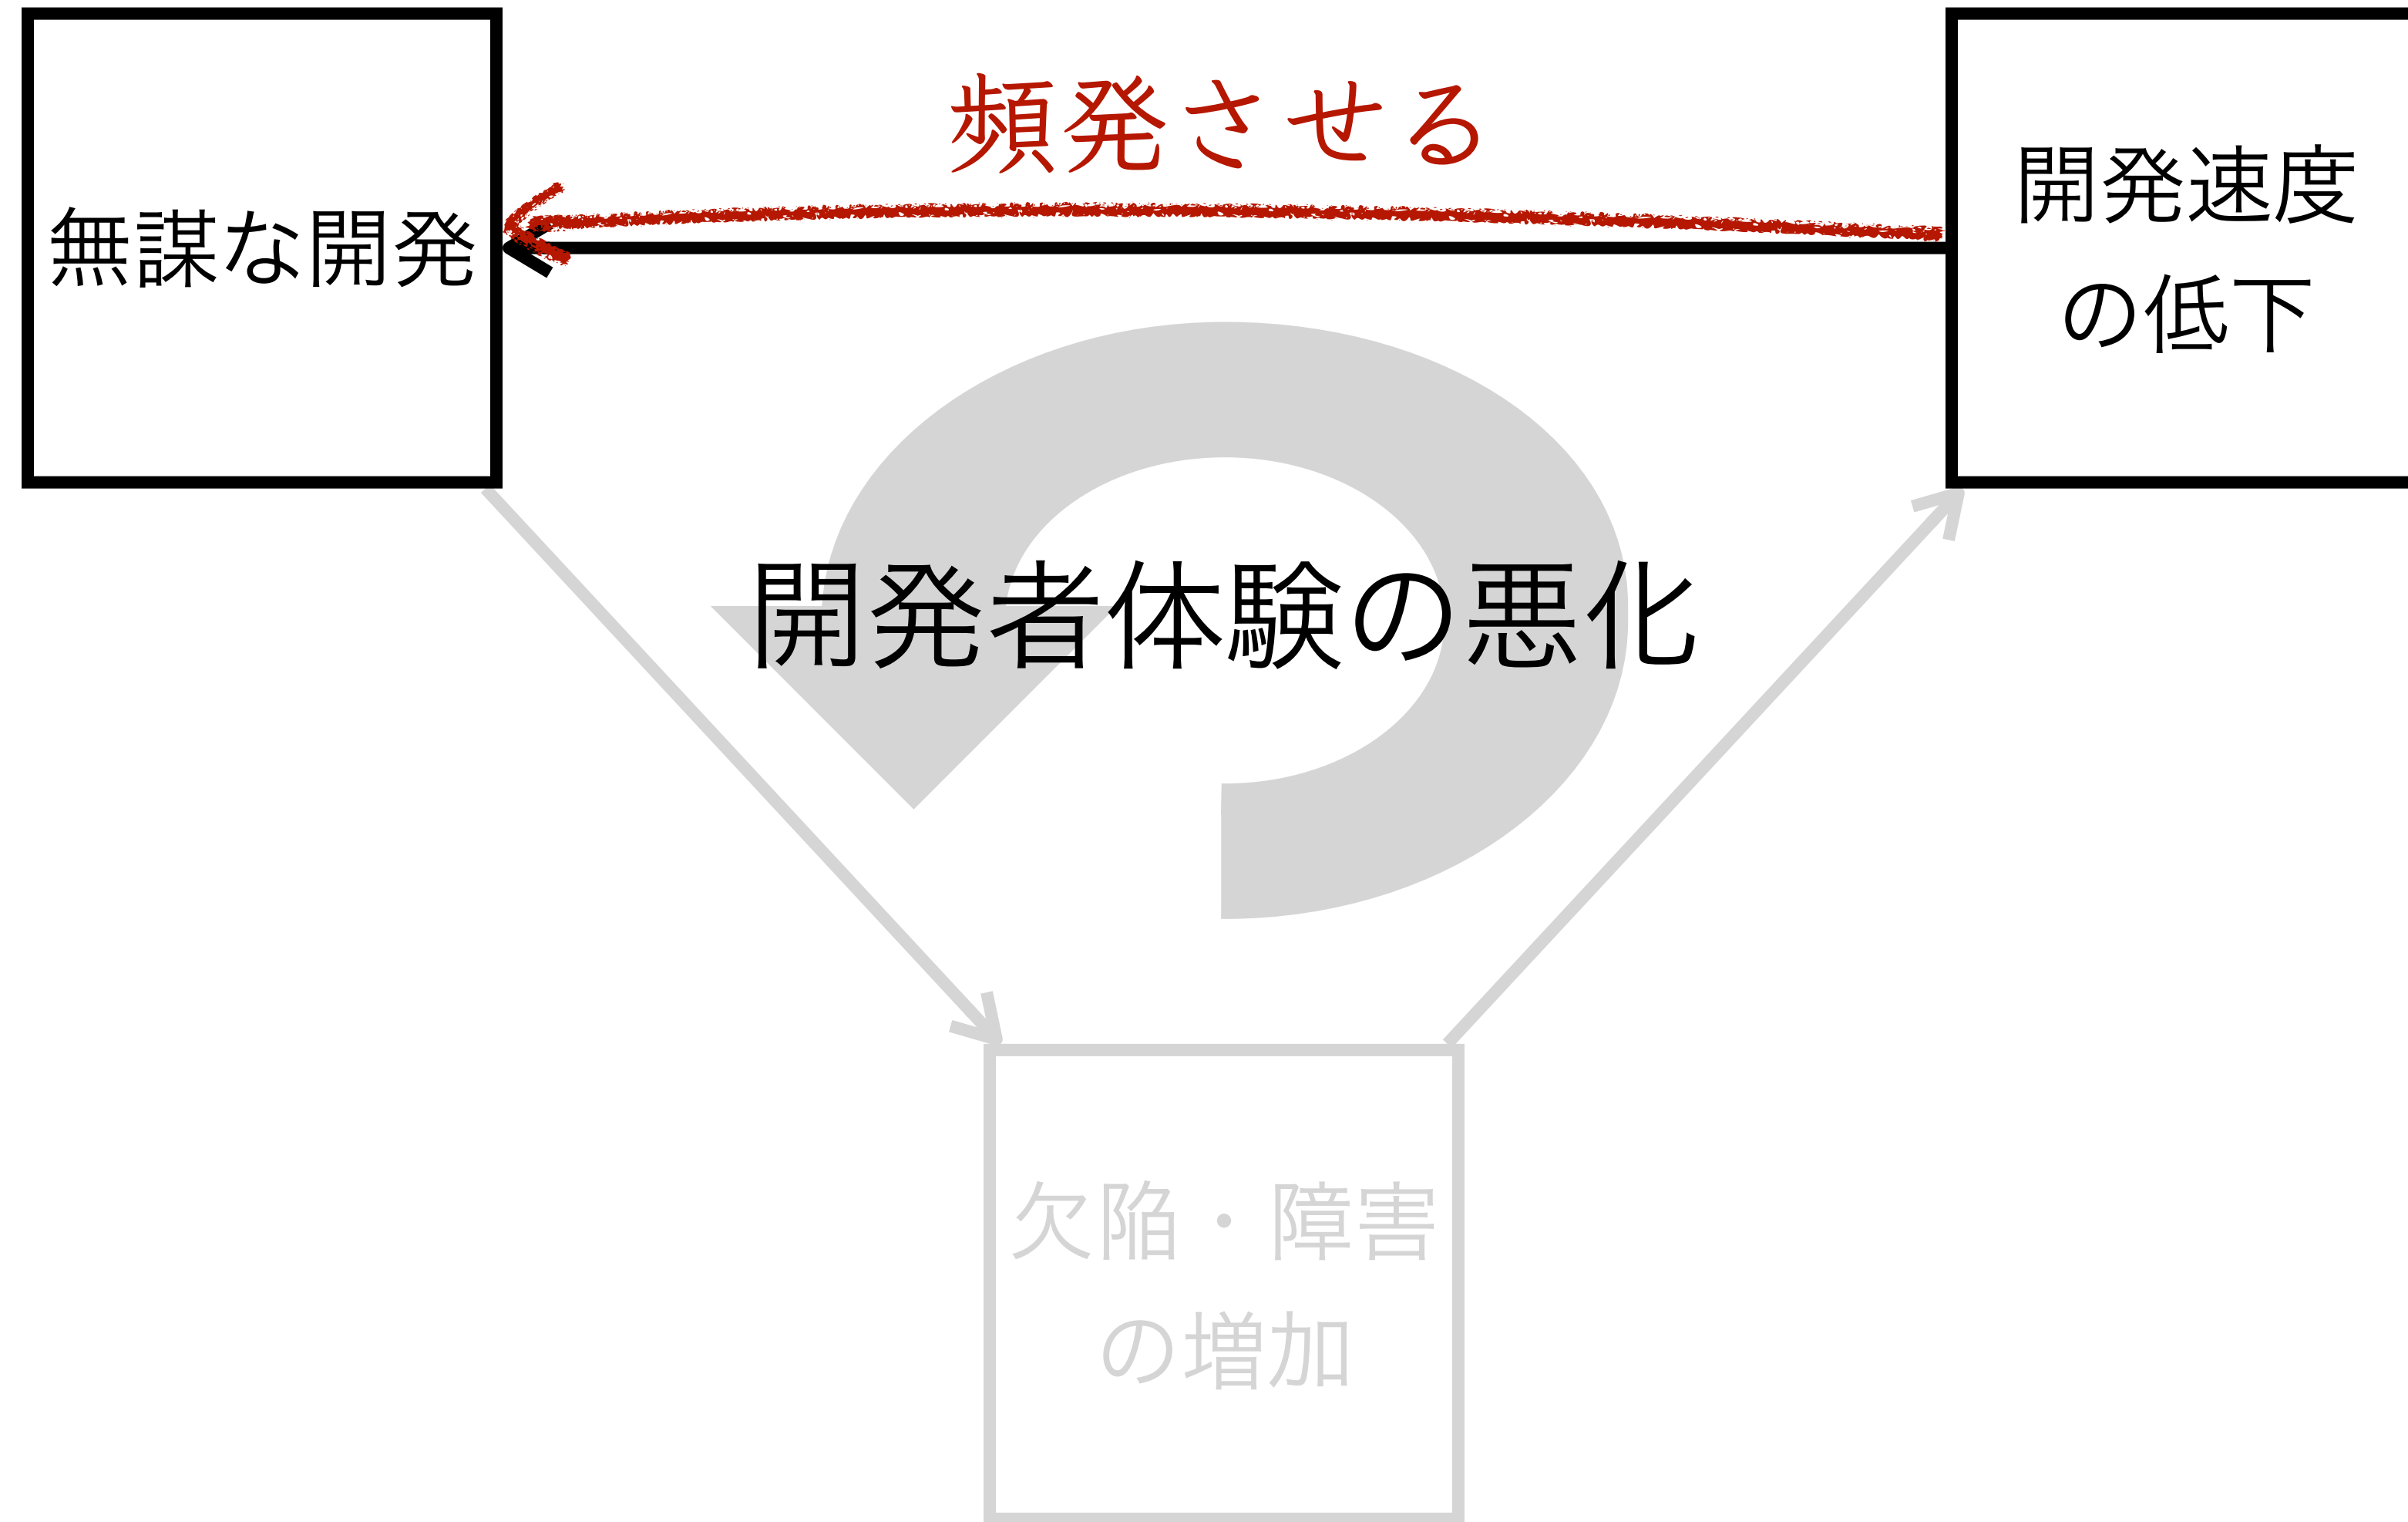 頻発させる
無謀な開発
開発速度
の低下
開発者体験の悪化
欠陥・障害
の増加